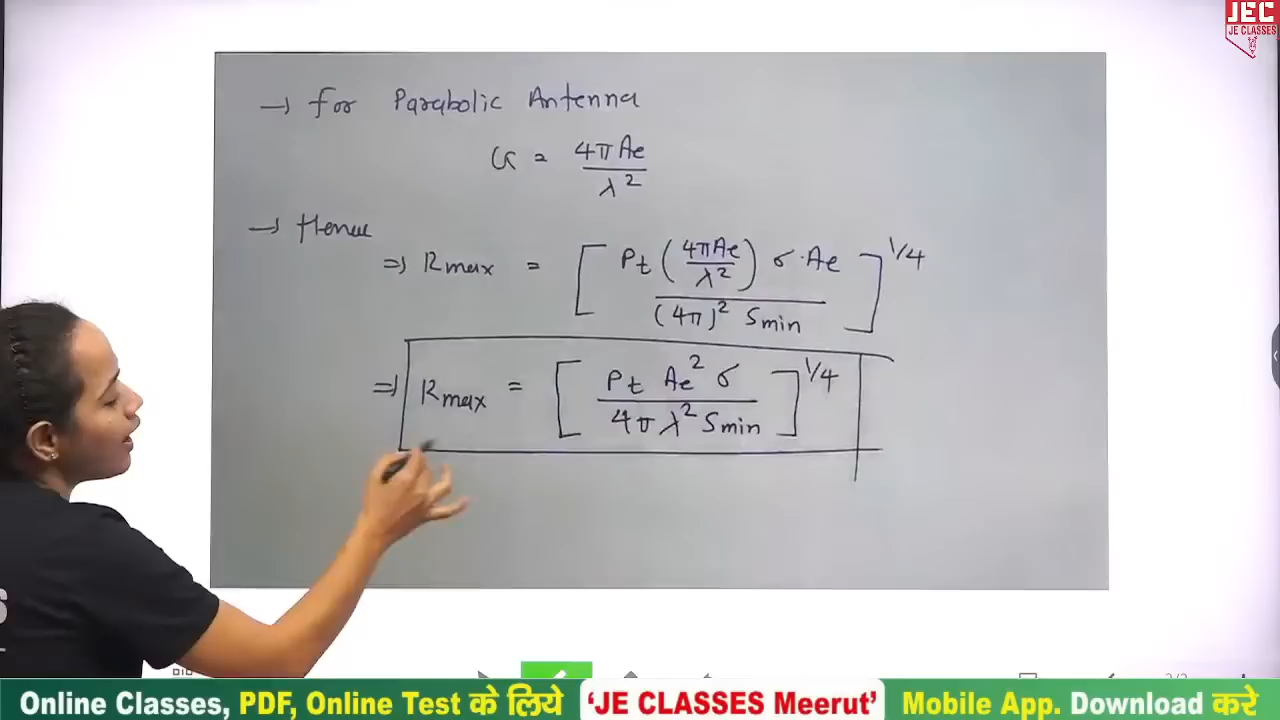 JEC
JE CLASSES
→ for Parabolic Antenna
G = 4πAe / λ²
→ Hence
⇒ Rmax = [ Pt (4πAe / λ²) σ·Ae / (4π)² Smin ]^1/4
⇒ Rmax = [ Pt Ae² σ / 4π λ² Smin ]^1/4
Online Classes, PDF, Online Test के लिये 'JE CLASSES Meerut' Mobile App. Download करे